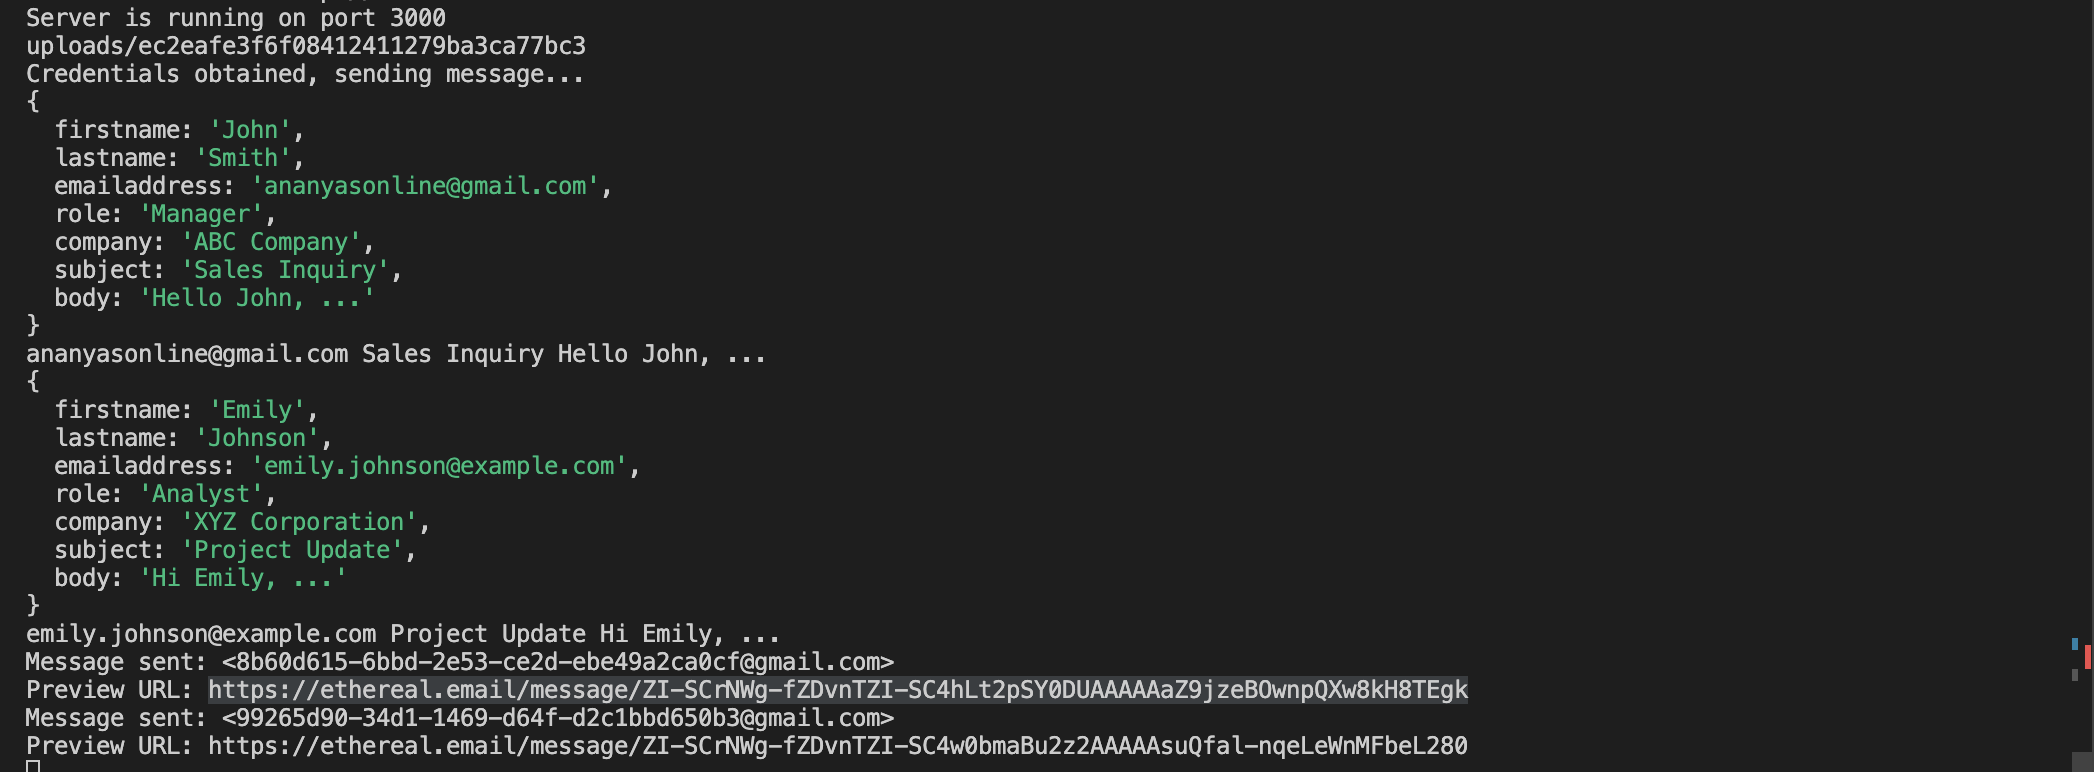 Server is running on port 3000
uploads/ec2eafe3f6f08412411279ba3ca77bc3
Credentials obtained, sending message...
{
  firstname: 'John',
  lastname: 'Smith',
  emailaddress: 'ananyasonline@gmail.com',
  role: 'Manager',
  company: 'ABC Company',
  subject: 'Sales Inquiry',
  body: 'Hello John, ...'
}
ananyasonline@gmail.com Sales Inquiry Hello John, ...
{
  firstname: 'Emily',
  lastname: 'Johnson',
  emailaddress: 'emily.johnson@example.com',
  role: 'Analyst',
  company: 'XYZ Corporation',
  subject: 'Project Update',
  body: 'Hi Emily, ...'
}
emily.johnson@example.com Project Update Hi Emily, ...
Message sent: <8b60d615-6bbd-2e53-ce2d-ebe49a2ca0cf@gmail.com>
Preview URL: https://ethereal.email/message/ZI-SCrNWg-fZDvnTZI-SC4hLt2pSY0DUAAAAAaZ9jzeBOwnpQXw8kH8TEgk
Message sent: <99265d90-34d1-1469-d64f-d2c1bbd650b3@gmail.com>
Preview URL: https://ethereal.email/message/ZI-SCrNWg-fZDvnTZI-SC4w0bmaBu2z2AAAAAsuQfal-nqeLeWnMFbeL280